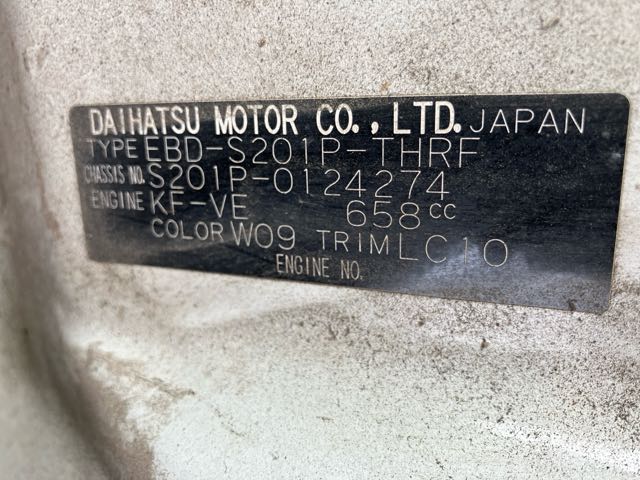 DAIHATSU MOTOR CO., LTD. JAPAN
TYPE EBD-S201P-THRF
CHASSIS NO. S201P-0124274
ENGINE KF-VE 658cc
COLOR W09 TRIM LC10
ENGINE NO.